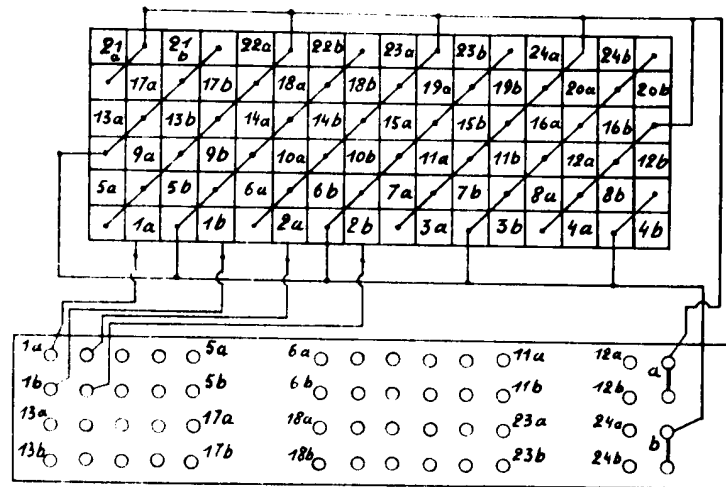 21a 21b 22a 22b 23a 23b 24a 24b
17a 17b 18a 18b 19a 19b 20a 20b
13a 13b 14a 14b 15a 15b 16a 16b
9a 9b 10a 10b 11a 11b 12a 12b
5a 5b 6a 6b 7a 7b 8a 8b
1a 1b 2a 2b 3a 3b 4a 4b
1a 5a 6a 11a 12a a
1b 5b 6b 11b 12b
13a 17a 18a 23a 24a b
13b 17b 18b 23b 24b